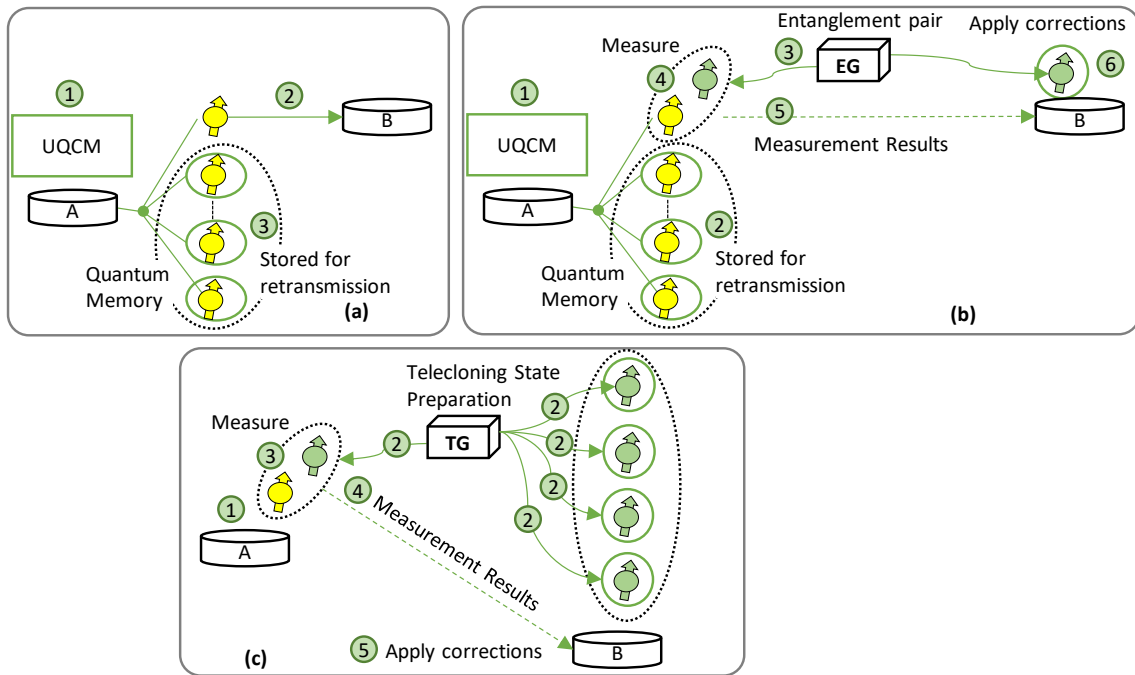 1
2
UQCM
B
A
3
Quantum
Memory
Stored for
retransmission
(a)
Entanglement pair
Apply corrections
Measure
3
EG
6
4
1
5
B
UQCM
Measurement Results
A
2
Quantum
Memory
Stored for
retransmission
(b)
Telecloning State
Preparation
2
Measure
2
TG
2
3
4
2
1
2
A
Measurement Results
B
5 Apply corrections
(c)